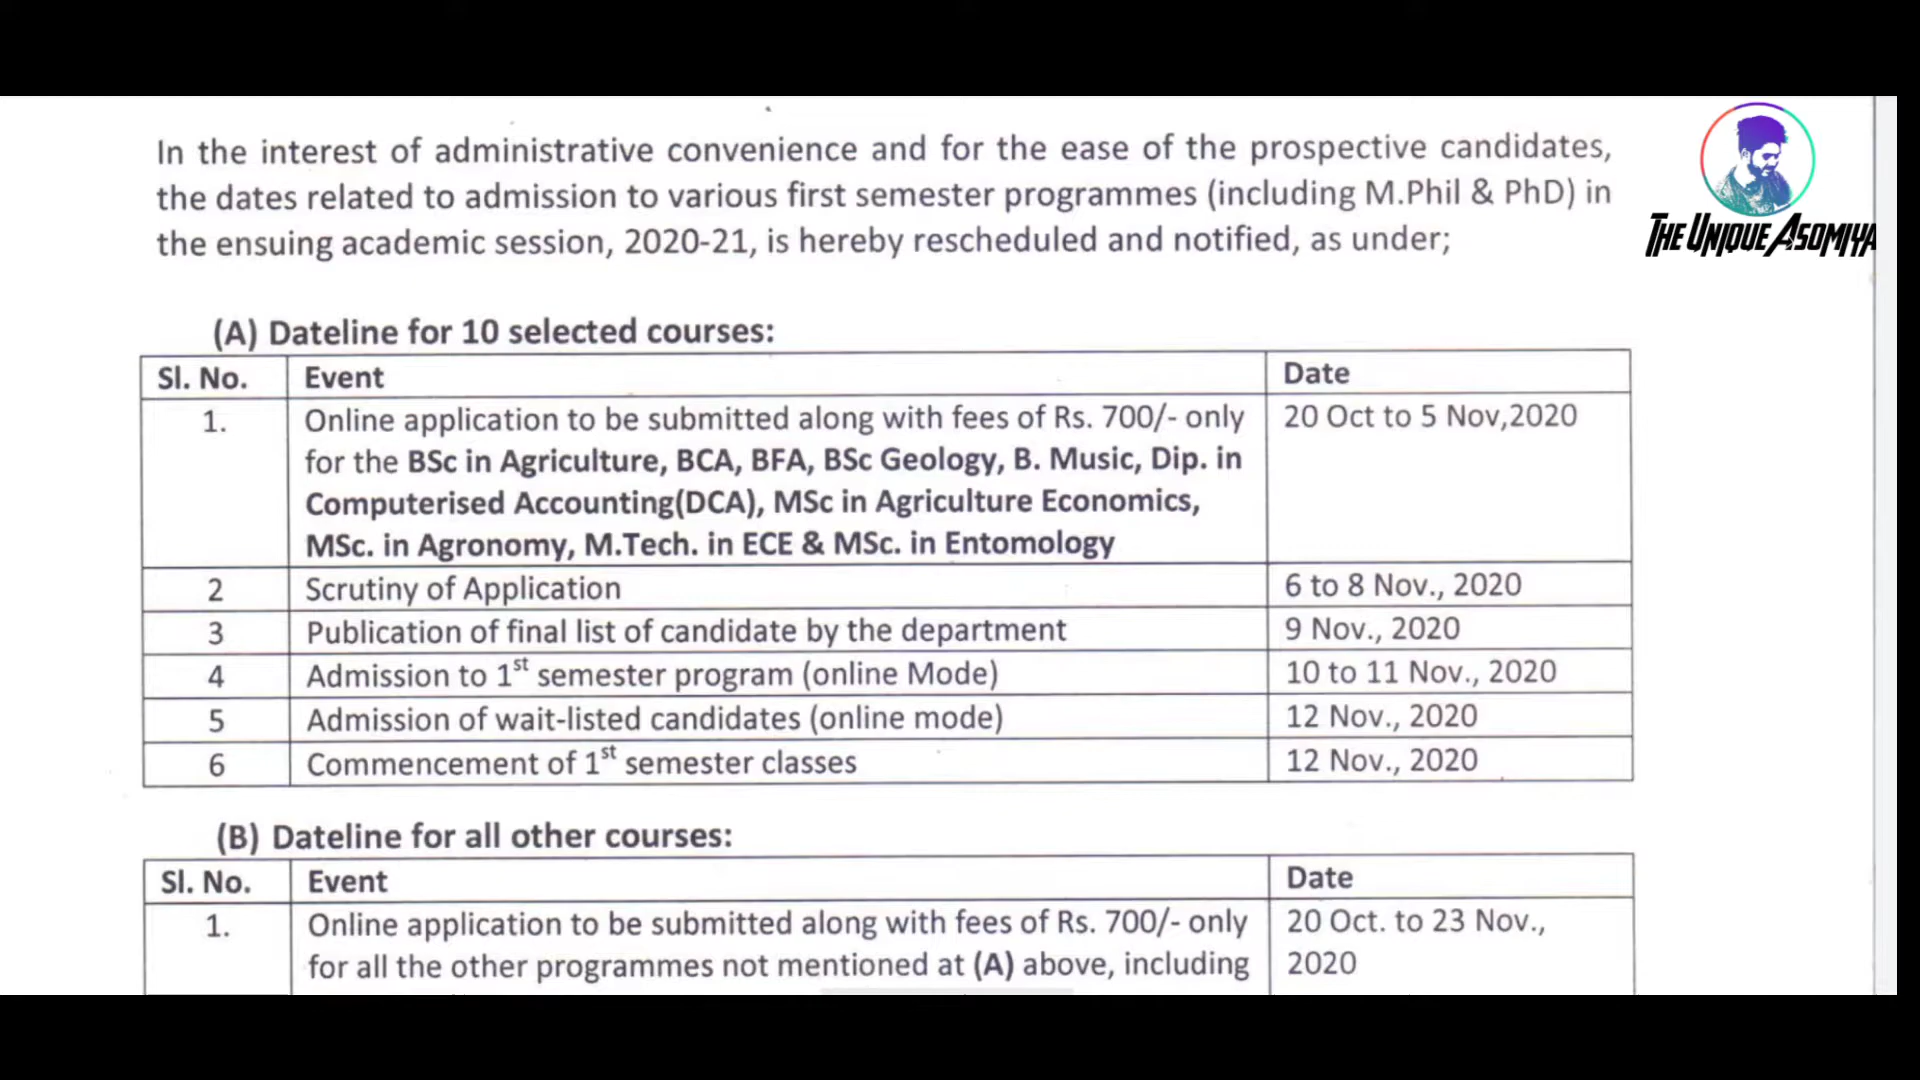 In the interest of administrative convenience and for the ease of the prospective candidates,
the dates related to admission to various first semester programmes (including M.Phil & PhD) in
the ensuing academic session, 2020-21, is hereby rescheduled and notified, as under;
THE UNIQUE ASOMIYA
(A) Dateline for 10 selected courses:
Sl. No. Event Date
1. Online application to be submitted along with fees of Rs. 700/- only 20 Oct to 5 Nov,2020
for the BSc in Agriculture, BCA, BFA, BSc Geology, B. Music, Dip. in
Computerised Accounting(DCA), MSc in Agriculture Economics,
MSc. in Agronomy, M.Tech. in ECE & MSc. in Entomology
2 Scrutiny of Application 6 to 8 Nov., 2020
3 Publication of final list of candidate by the department 9 Nov., 2020
4 Admission to 1st semester program (online Mode) 10 to 11 Nov., 2020
5 Admission of wait-listed candidates (online mode) 12 Nov., 2020
6 Commencement of 1st semester classes 12 Nov., 2020
(B) Dateline for all other courses:
Sl. No. Event Date
1. Online application to be submitted along with fees of Rs. 700/- only 20 Oct. to 23 Nov.,
for all the other programmes not mentioned at (A) above, including 2020